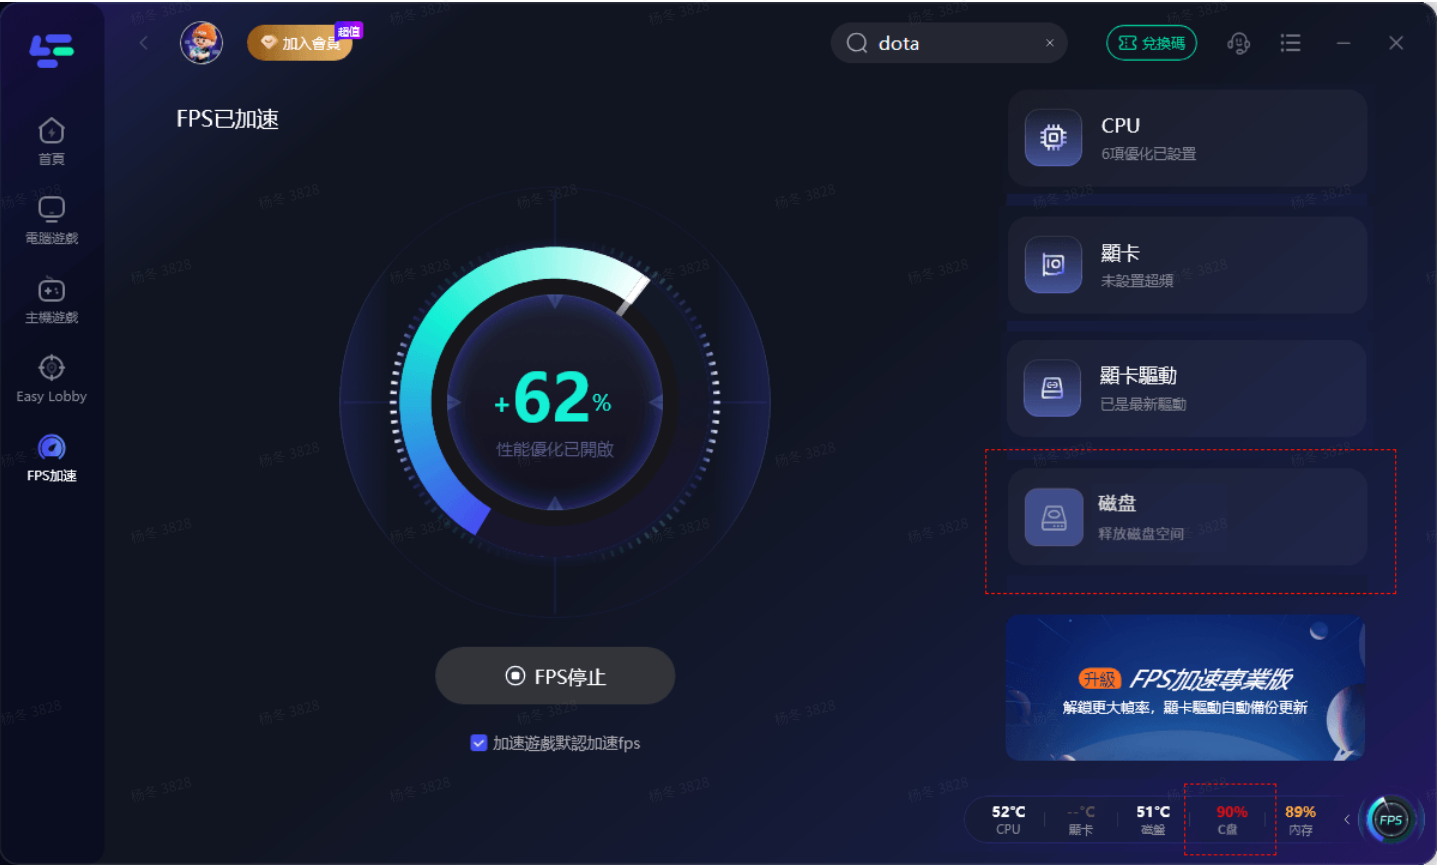 加入會員
超值
dota
兌換碼
首頁
電腦遊戲
主機遊戲
Easy Lobby
FPS加速
FPS已加速
+62%
性能優化已開啟
FPS停止
加速遊戲默認加速fps
CPU
6項優化已設置
顯卡
未設置超頻
顯卡驅動
已是最新驅動
磁盘
释放磁盘空间
升級 FPS加速專業版
解鎖更大幀率，顯卡驅動自動備份更新
52°C
CPU
--°C
顯卡
51°C
磁盤
90%
C盘
89%
内存
FPS
杨冬 3828